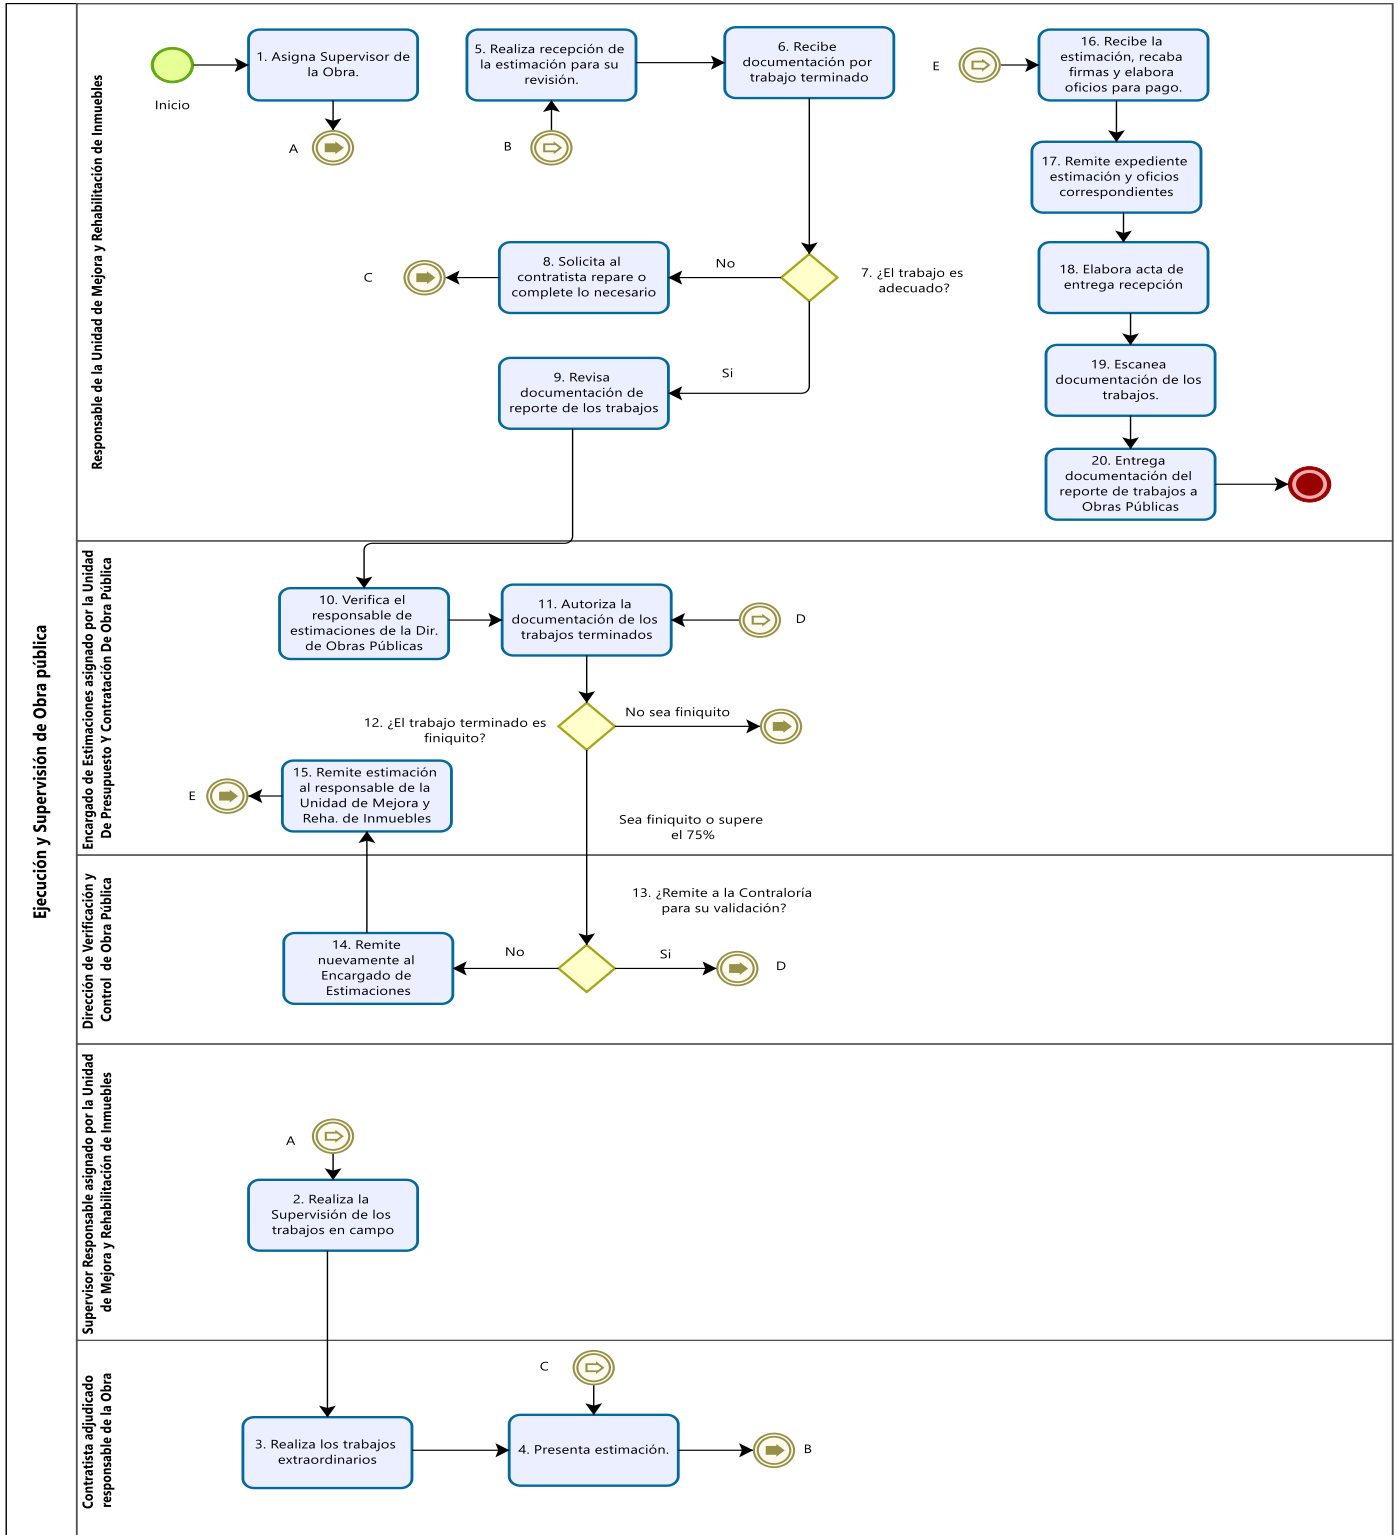 Ejecución y Supervisión de Obra pública
Responsable de la Unidad de Mejora y Rehabilitación de Inmuebles
Inicio
1. Asigna Supervisor de
la Obra.
A
5. Realiza recepción de
la estimación para su
revisión.
B
6. Recibe
documentación por
trabajo terminado
7. ¿El trabajo es
adecuado?
No
8. Solicita al
contratista repare o
complete lo necesario
C
Si
9. Revisa
documentación de
reporte de los trabajos
E
16. Recibe la
estimación, recaba
firmas y elabora
oficios para pago.
17. Remite expediente
estimación y oficios
correspondientes
18. Elabora acta de
entrega recepción
19. Escanea
documentación de los
trabajos.
20. Entrega
documentación del
reporte de trabajos a
Obras Públicas
Encargado de Estimaciones asignado por la Unidad
De Presupuesto Y Contratación De Obra Pública
10. Verifica el
responsable de
estimaciones de la Dir.
de Obras Públicas
11. Autoriza la
documentación de los
trabajos terminados
D
12. ¿El trabajo terminado es
finiquito?
No sea finiquito
15. Remite estimación
al responsable de la
Unidad de Mejora y
Reha. de Inmuebles
E
Sea finiquito o supere
el 75%
Dirección de Verificación y
Control de Obra Pública
13. ¿Remite a la Contraloría
para su validación?
14. Remite
nuevamente al
Encargado de
Estimaciones
No
Si
D
Supervisor Responsable asignado por la Unidad
de Mejora y Rehabilitación de Inmuebles
A
2. Realiza la
Supervisión de los
trabajos en campo
Contratista adjudicado
responsable de la Obra
C
3. Realiza los trabajos
extraordinarios
4. Presenta estimación.
B